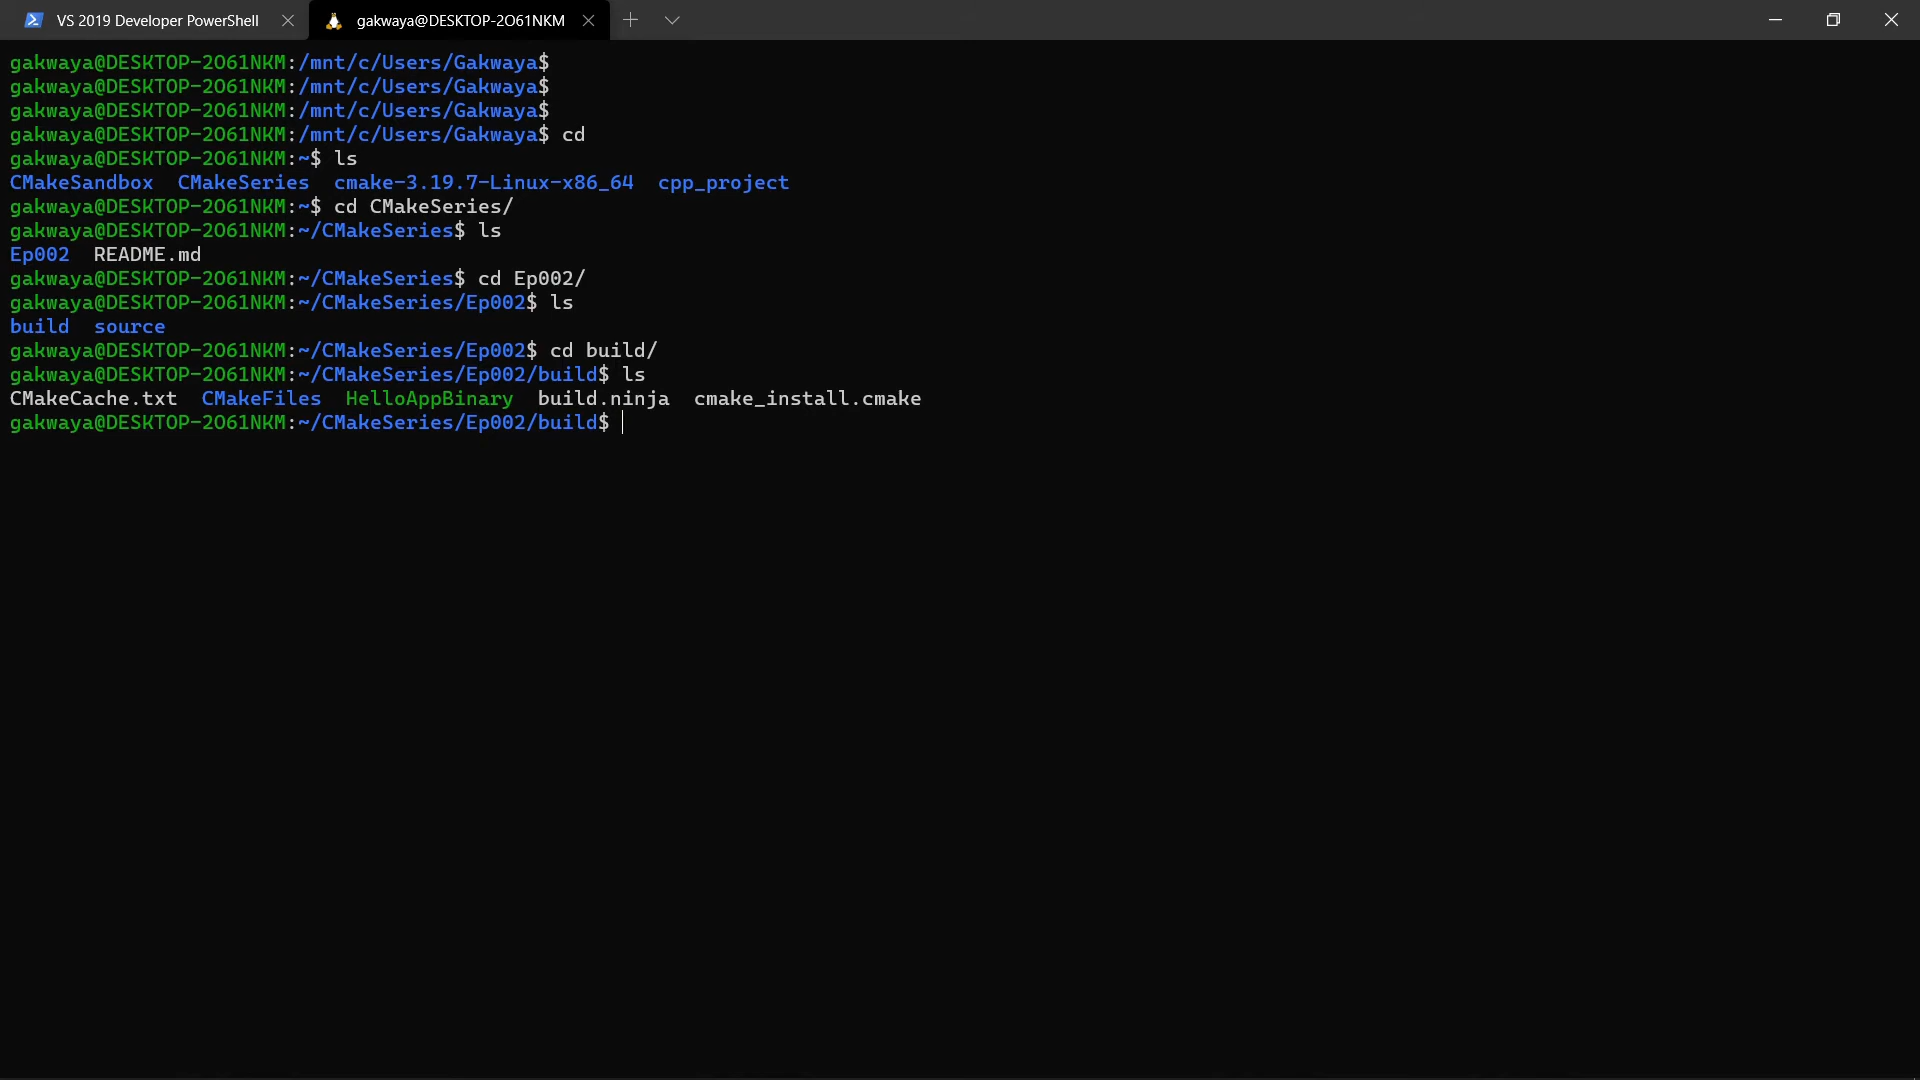 VS 2019 Developer PowerShell
gakwaya@DESKTOP-2O61NKM
gakwaya@DESKTOP-2O61NKM:/mnt/c/Users/Gakwaya$
gakwaya@DESKTOP-2O61NKM:/mnt/c/Users/Gakwaya$
gakwaya@DESKTOP-2O61NKM:/mnt/c/Users/Gakwaya$
gakwaya@DESKTOP-2O61NKM:/mnt/c/Users/Gakwaya$ cd
gakwaya@DESKTOP-2O61NKM:~$ ls
CMakeSandbox  CMakeSeries  cmake-3.19.7-Linux-x86_64  cpp_project
gakwaya@DESKTOP-2O61NKM:~$ cd CMakeSeries/
gakwaya@DESKTOP-2O61NKM:~/CMakeSeries$ ls
Ep002  README.md
gakwaya@DESKTOP-2O61NKM:~/CMakeSeries$ cd Ep002/
gakwaya@DESKTOP-2O61NKM:~/CMakeSeries/Ep002$ ls
build  source
gakwaya@DESKTOP-2O61NKM:~/CMakeSeries/Ep002$ cd build/
gakwaya@DESKTOP-2O61NKM:~/CMakeSeries/Ep002/build$ ls
CMakeCache.txt  CMakeFiles  HelloAppBinary  build.ninja  cmake_install.cmake
gakwaya@DESKTOP-2O61NKM:~/CMakeSeries/Ep002/build$